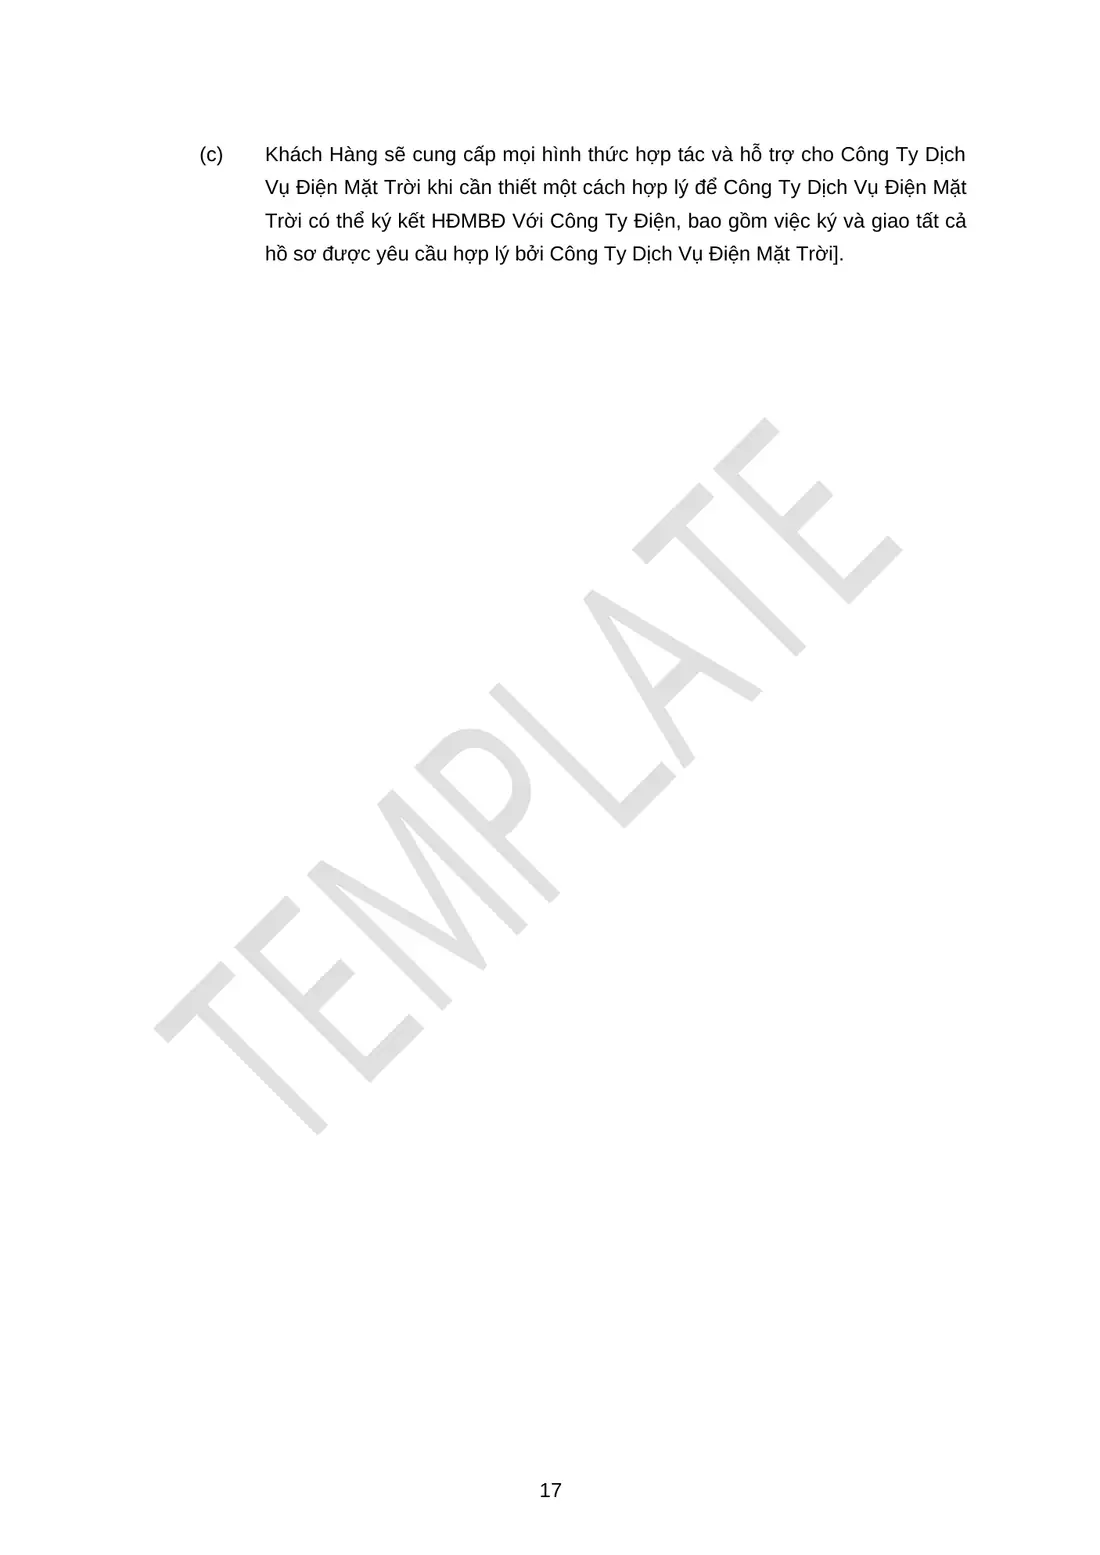 (c) Khách Hàng sẽ cung cấp mọi hình thức hợp tác và hỗ trợ cho Công Ty Dịch
Vụ Điện Mặt Trời khi cần thiết một cách hợp lý để Công Ty Dịch Vụ Điện Mặt
Trời có thể ký kết HĐMBĐ Với Công Ty Điện, bao gồm việc ký và giao tất cả
hồ sơ được yêu cầu hợp lý bởi Công Ty Dịch Vụ Điện Mặt Trời].
TEMPLATE
17